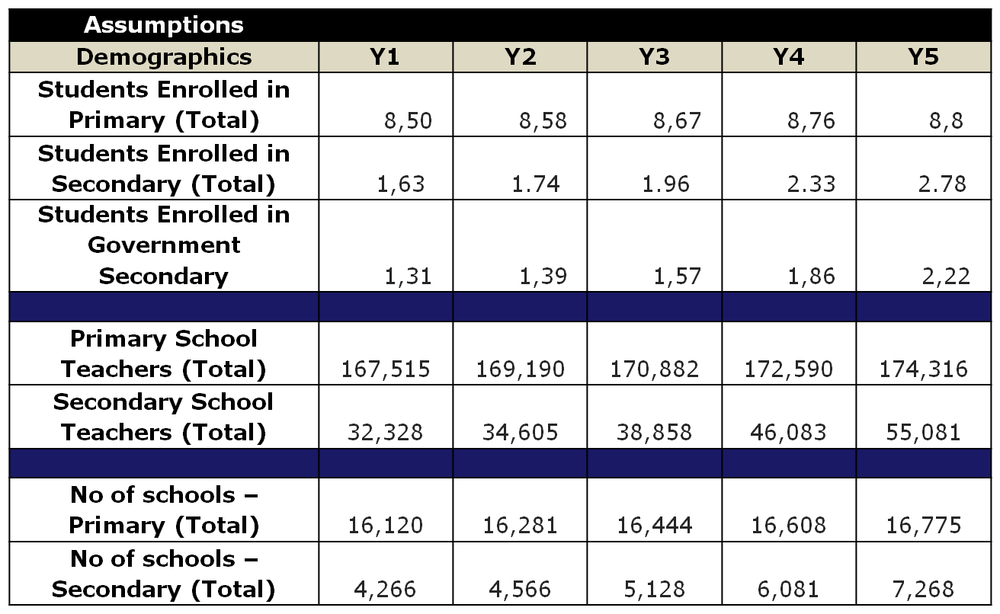 Assumptions
Demographics Y1 Y2 Y3 Y4 Y5
Students Enrolled in
Primary (Total) 8,50 8,58 8,67 8,76 8,8
Students Enrolled in
Secondary (Total) 1,63 1.74 1.96 2.33 2.78
Students Enrolled in
Government
Secondary 1,31 1,39 1,57 1,86 2,22
Primary School
Teachers (Total) 167,515 169,190 170,882 172,590 174,316
Secondary School
Teachers (Total) 32,328 34,605 38,858 46,083 55,081
No of schools –
Primary (Total) 16,120 16,281 16,444 16,608 16,775
No of schools –
Secondary (Total) 4,266 4,566 5,128 6,081 7,268